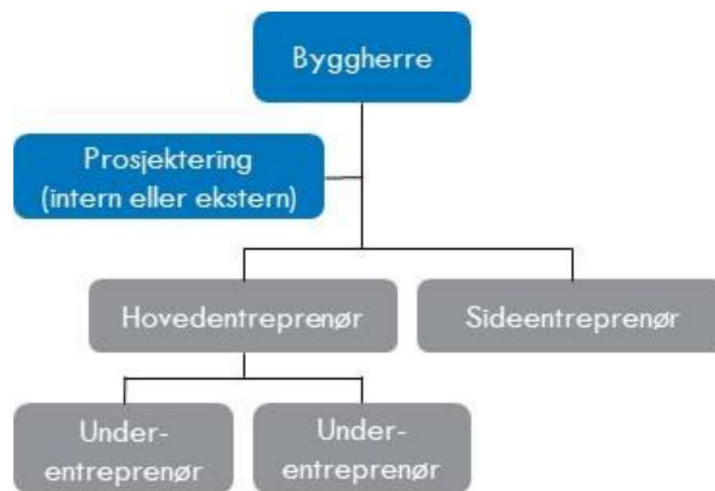 Byggherre
Prosjektering
(intern eller ekstern)
Hovedentreprenør
Sideentreprenør
Under-
entreprenør
Under-
entreprenør